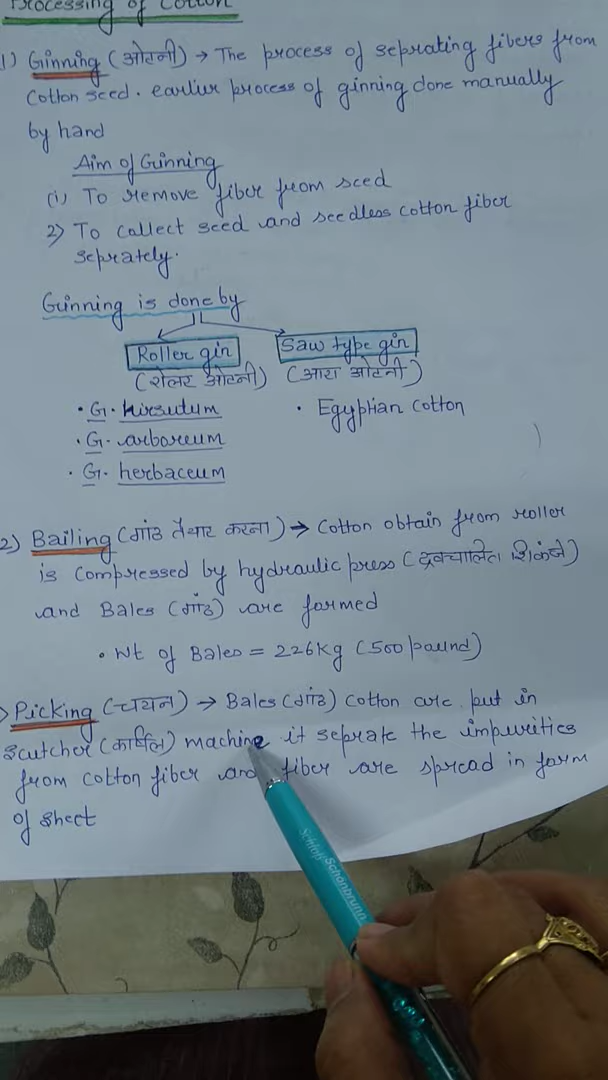 Processing of Cotton
1) Ginning (ओटनी) → The process of seprating fibers from
Cotton seed. earlier process of ginning done manually
by hand
Aim of Ginning
(i) To remove fiber from seed
2) To collect seed and seedless cotton fiber
seprately.
Ginning is done by
Roller gin Saw type gin
(रोलर ओटनी) (आरा ओटनी)
• G. hirsutum • Egyptian Cotton
• G. arboreum
• G. herbaceum
2) Bailing (गांठ तैयार करना) → Cotton obtain from roller
is compressed by hydraulic press (द्रवचालित शिकंजे)
and Bales (गांठ) are formed
• Wt of Bales = 226kg (500 pound)
) Picking (चयन) → Bales (गांठ) Cotton are put in
Scutcher machine it seprate the impurities
from cotton fiber and fiber are spread in form
of sheet
Schloß Schönbrunn